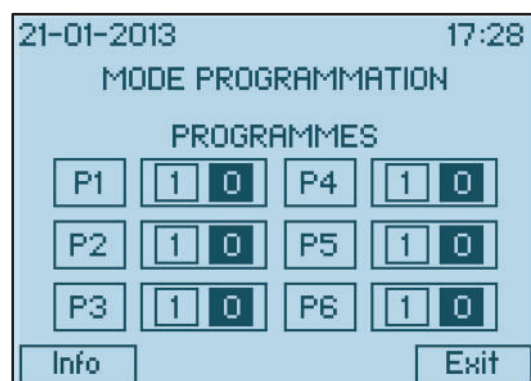 21-01-2013 17:28
MODE PROGRAMMATION
PROGRAMMES
P1 1 0 P4 1 0
P2 1 0 P5 1 0
P3 1 0 P6 1 0
Info Exit